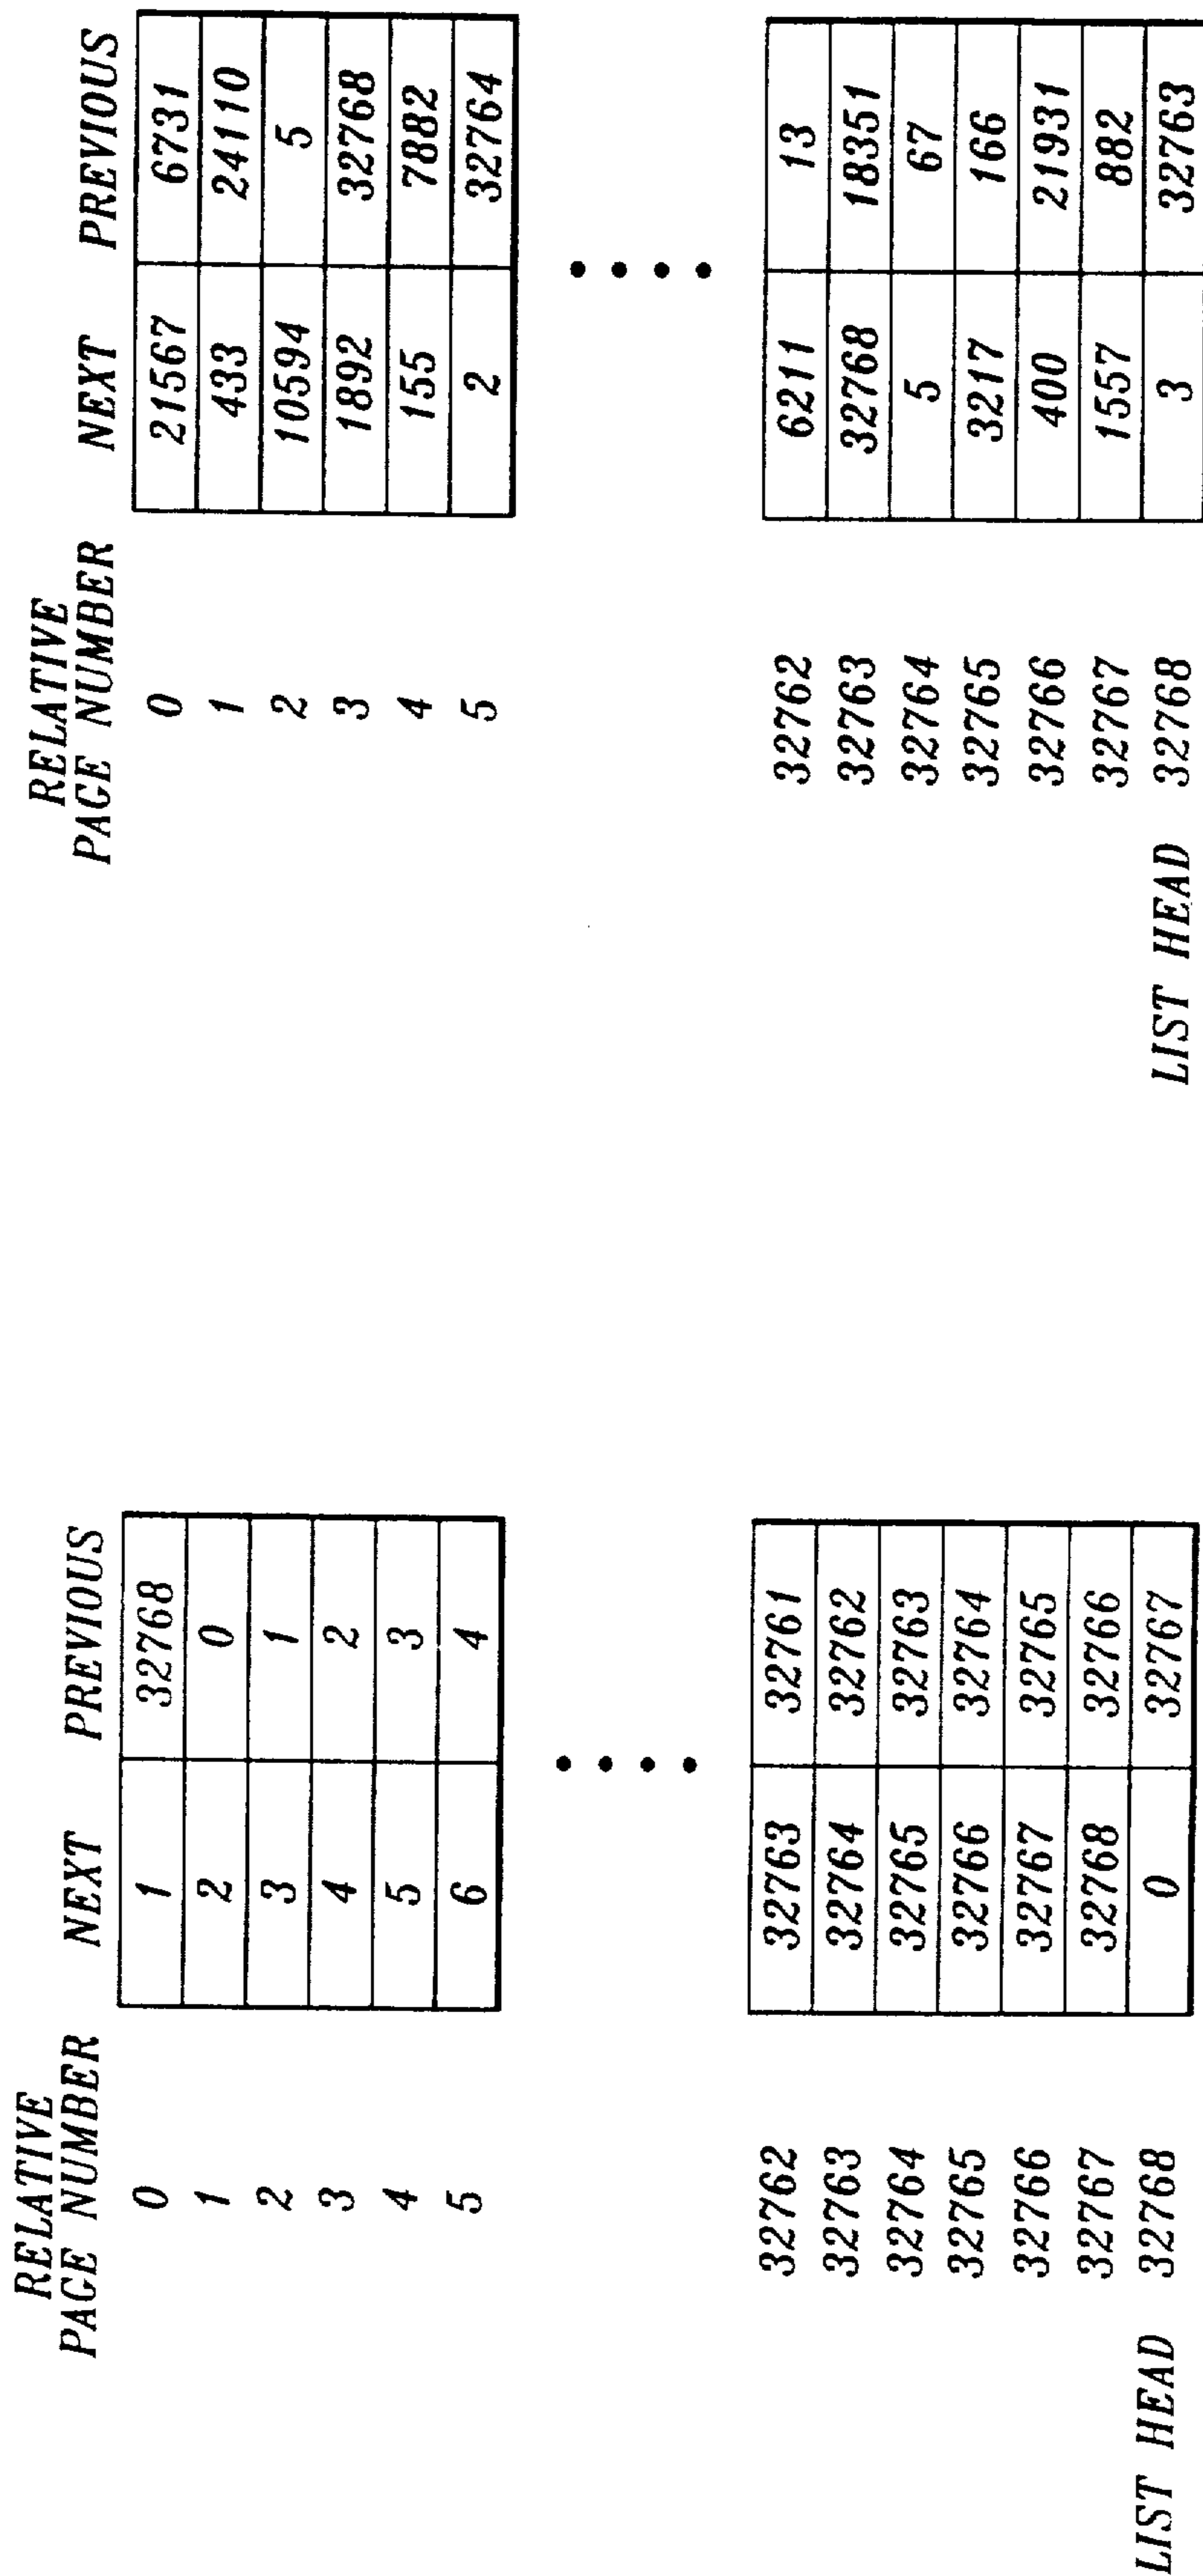 RELATIVE
PAGE NUMBER NEXT PREVIOUS
0 1 32768
1 2 0
2 3 1
3 4 2
4 5 3
5 6 4
32762 32763 32761
32763 32764 32762
32764 32765 32763
32765 32766 32764
32766 32767 32765
32767 32768 32766
LIST HEAD 32768 0 32767
RELATIVE
PAGE NUMBER NEXT PREVIOUS
0 21567 6731
1 433 24110
2 10594 5
3 1892 32768
4 155 7882
5 2 32764
32762 6211 13
32763 32768 18351
32764 5 67
32765 3217 166
32766 400 21931
32767 1557 882
LIST HEAD 32768 3 32763